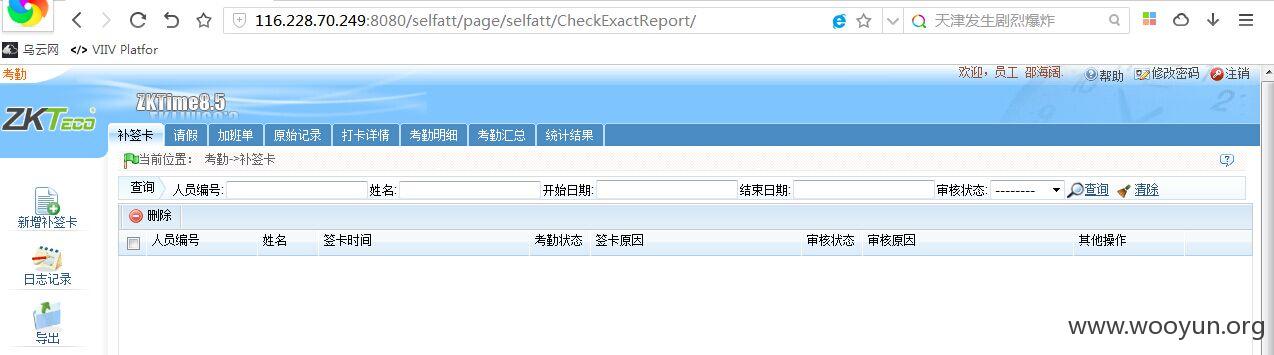 116.228.70.249:8080/selfatt/page/selfatt/CheckExactReport/ 天津发生剧烈爆炸
乌云网 </> VIIV Platfor
考勤 欢迎，员工 邵海阔. 帮助 修改密码 注销
ZKTeco ZKTime8.5
补签卡 请假 加班单 原始记录 打卡详情 考勤明细 考勤汇总 统计结果
当前位置： 考勤->补签卡
查询 人员编号: 姓名: 开始日期: 结束日期: 审核状态: -------- 查询 清除
删除
人员编号 姓名 签卡时间 考勤状态 签卡原因 审核状态 审核原因 其他操作
新增补签卡
日志记录
导出
www.wooyun.org